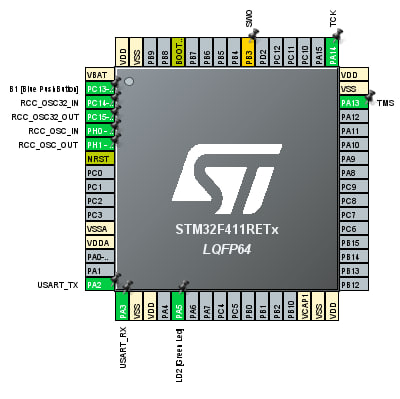 SWO
TCK
VDD
VSS
PB9
PB8
BOOT..
PB7
PB6
PB5
PB4
PB3
PD2
PC12
PC11
PC10
PA15
PA14..
VBAT
B1 [Blue PushButton]
PC13-..
RCC_OSC32_IN
PC14-..
RCC_OSC32_OUT
PC15-..
RCC_OSC_IN
PH0-..
RCC_OSC_OUT
PH1-..
NRST
PC0
PC1
PC2
PC3
VSSA
VDDA
PA0-..
PA1
USART_TX
PA2
STM32F411RETx
LQFP64
VDD
VSS
PA13
TMS
PA12
PA11
PA10
PA9
PA8
PC9
PC8
PC7
PC6
PB15
PB14
PB13
PB12
PA3
VSS
VDD
PA4
PA5
PA6
PA7
PC4
PC5
PB0
PB1
PB2
PB10
VCAP1
VSS
VDD
USART_RX
LD2 [Green Led]